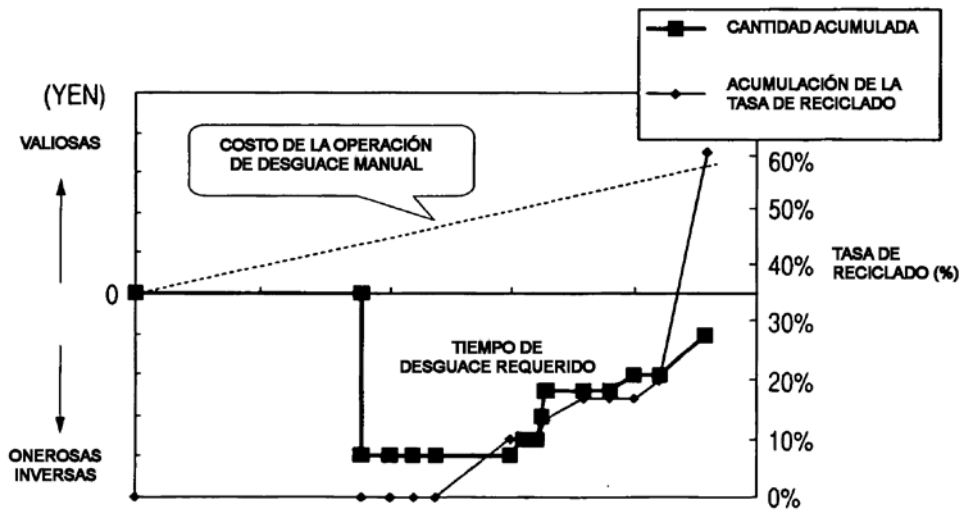 CANTIDAD ACUMULADA
ACUMULACIÓN DE LA
TASA DE RECICLADO
(YEN)
VALIOSAS
COSTO DE LA OPERACIÓN
DE DESGUACE MANUAL
0
TIEMPO DE
DESGUACE REQUERIDO
ONEROSAS
INVERSAS
60%
50%
40%
30%
20%
10%
0%
TASA DE
RECICLADO (%)